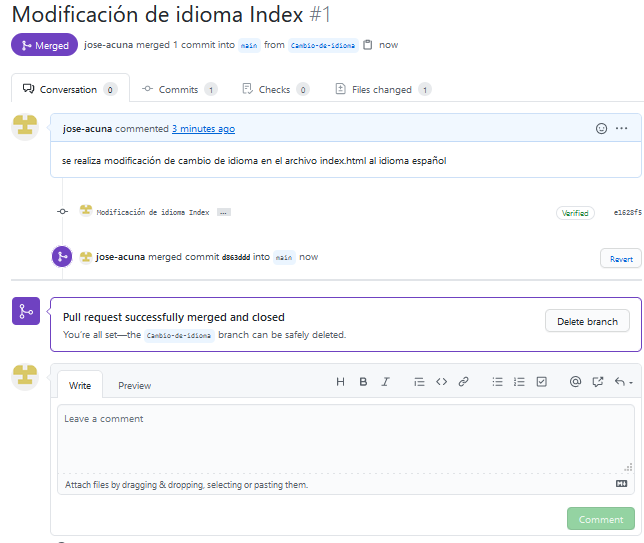 Modificación de idioma Index #1
Merged jose-acuna merged 1 commit into main from Cambio-de-idioma now
Conversation 0 Commits 1 Checks 0 Files changed 1
jose-acuna commented 3 minutes ago
se realiza modificación de cambio de idioma en el archivo index.html al idioma español
Modificación de idioma Index ... Verified e1628f5
jose-acuna merged commit d863ddd into main now Revert
Pull request successfully merged and closed
You're all set—the Cambio-de-idioma branch can be safely deleted. Delete branch
Write Preview H B I
Leave a comment
Attach files by dragging & dropping, selecting or pasting them.
Comment